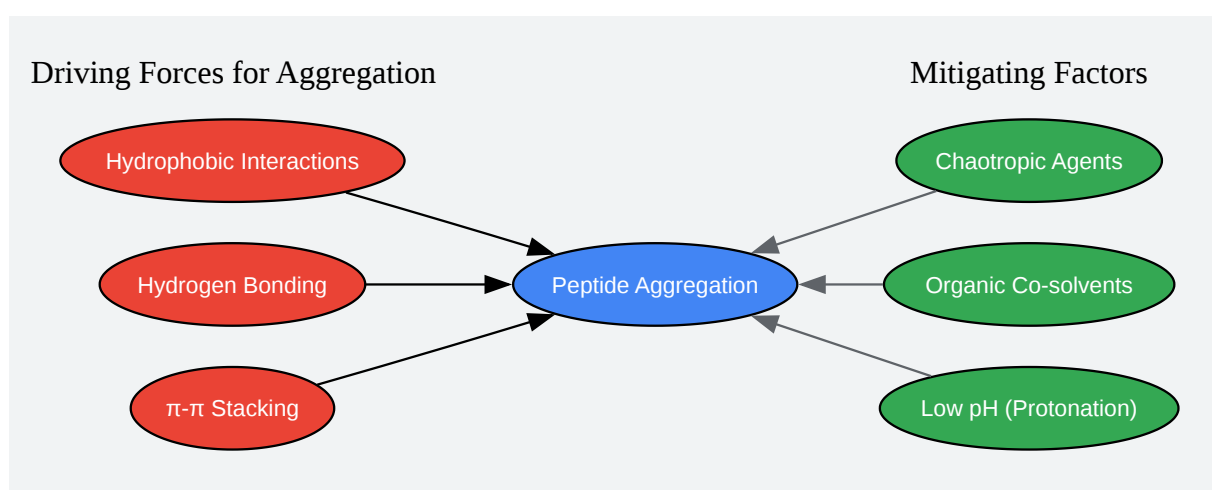 Driving Forces for Aggregation
Mitigating Factors
Hydrophobic Interactions
Chaotropic Agents
Hydrogen Bonding
Peptide Aggregation
Organic Co-solvents
π-π Stacking
Low pH (Protonation)